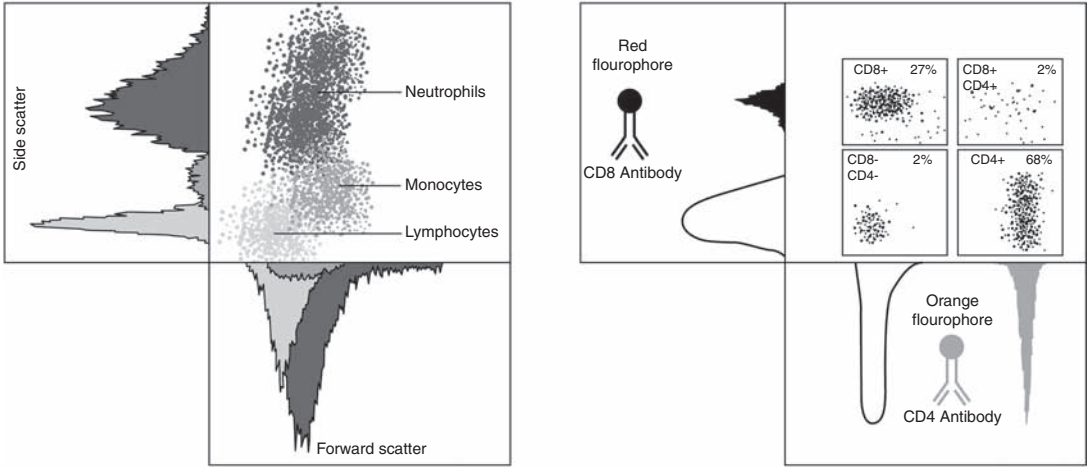 Side scatter
Neutrophils
Monocytes
Lymphocytes
Forward scatter
Red
flourophore
CD8 Antibody
CD8+ 27%
CD8+ 2%
CD4+
CD8- 2%
CD4-
CD4+ 68%
Orange
flourophore
CD4 Antibody